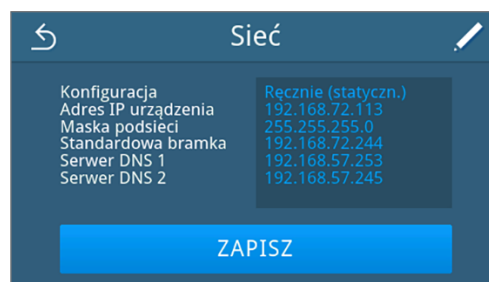 Sieć
Konfiguracja Ręcznie (statyczn.)
Adres IP urządzenia 192.168.72.113
Maska podsieci 255.255.255.0
Standardowa bramka 192.168.72.244
Serwer DNS 1 192.168.57.253
Serwer DNS 2 192.168.57.245
ZAPISZ